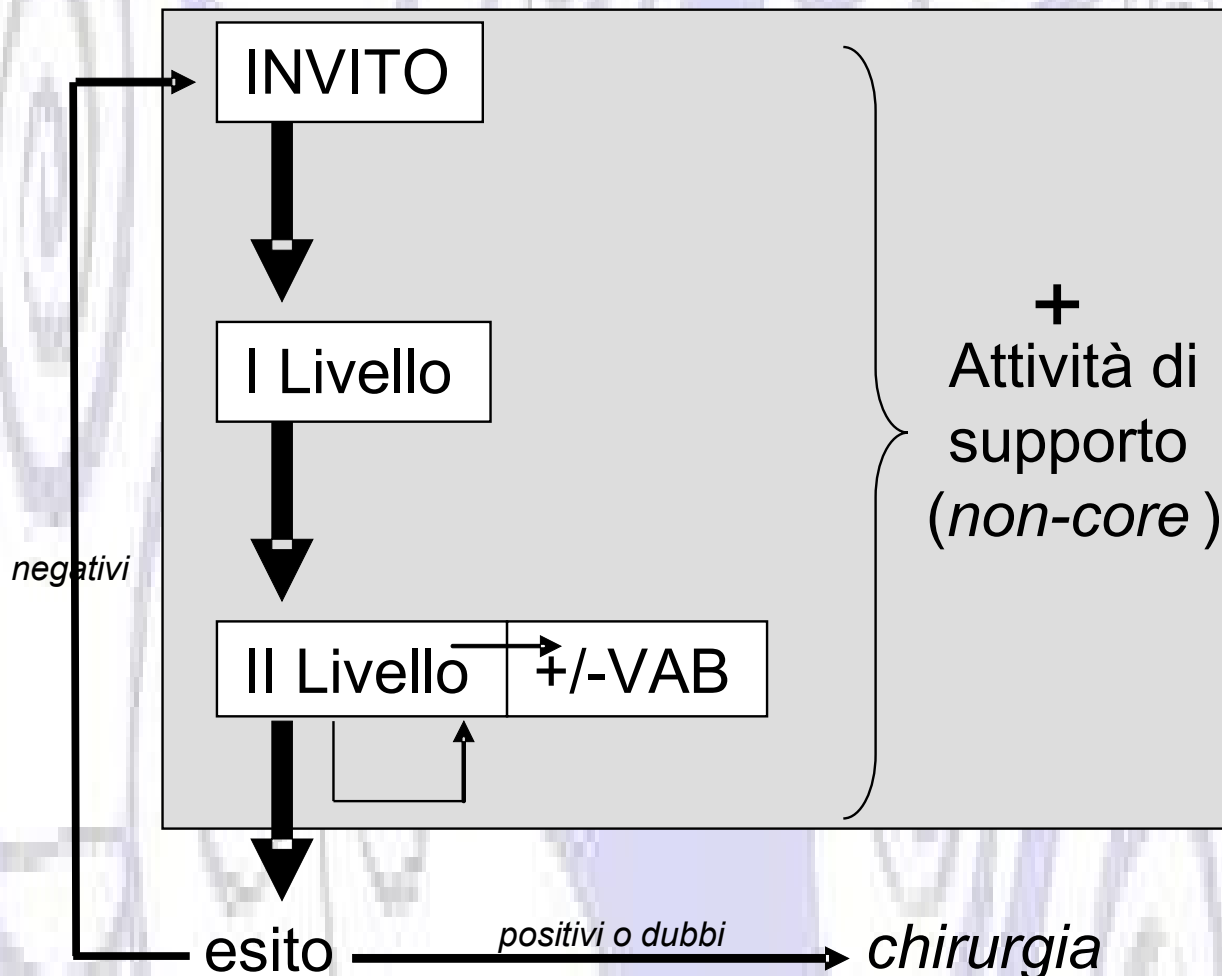 INVITO
I Livello
II Livello
+/-VAB
+
Attività di
supporto
(non-core )
negativi
esito
positivi o dubbi
chirurgia